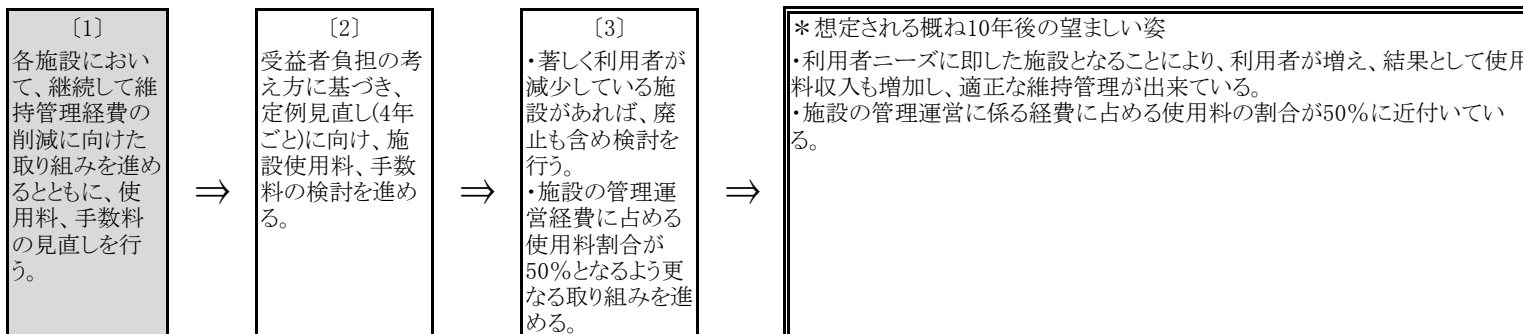 〔1〕
各施設におい
て、継続して維
持管理経費の
削減に向けた
取り組みを進め
るとともに、使
用料、手数料
の見直しを行
う。
⇒
〔2〕
受益者負担の考
え方に基づき、
定例見直し(4年
ごと)に向け、施
設使用料、手数
料の検討を進め
る。
⇒
〔3〕
・著しく利用者が
減少している施
設があれば、廃
止も含め検討を
行う。
・施設の管理運
営経費に占める
使用料割合が
50%となるよう更
なる取り組みを進
める。
⇒
＊想定される概ね10年後の望ましい姿
・利用者ニーズに即した施設となることにより、利用者が増え、結果として使用
料収入も増加し、適正な維持管理が出来ている。
・施設の管理運営に係る経費に占める使用料の割合が50%に近付いてい
る。